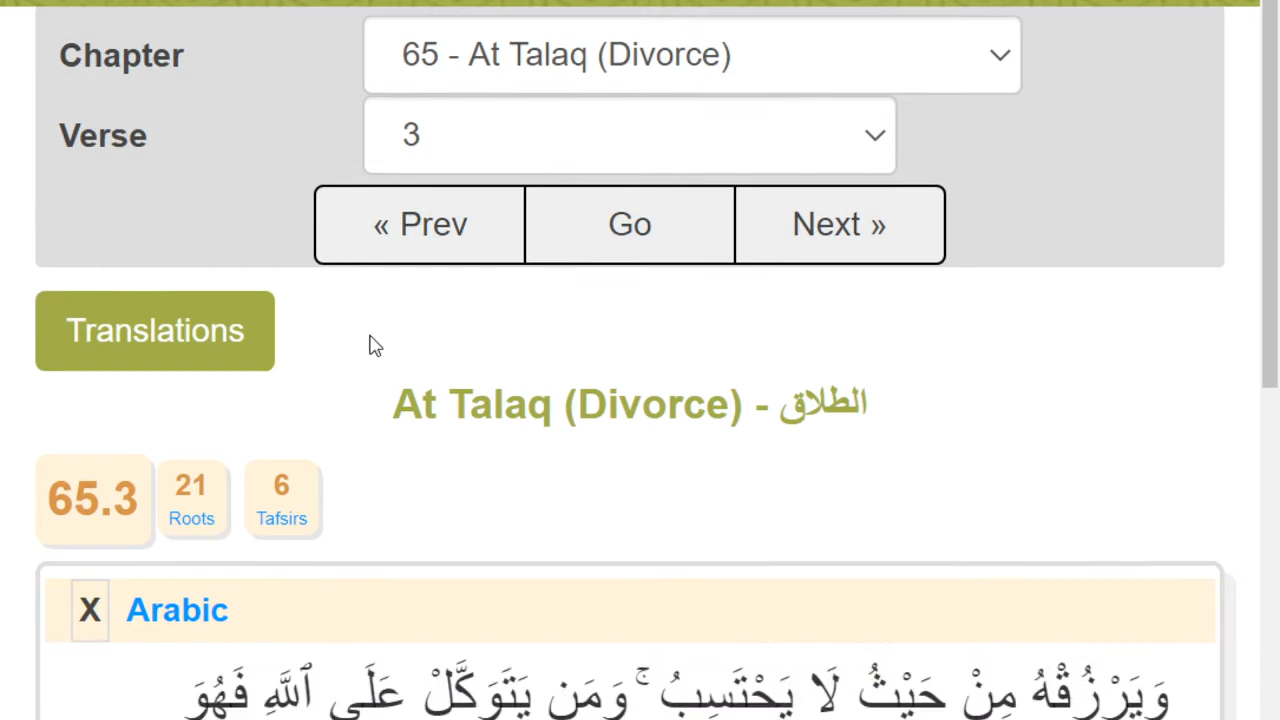 Chapter
65 - At Talaq (Divorce)
Verse
3
« Prev
Go
Next »
Translations
At Talaq (Divorce) - الطلاق
65.3
21
Roots
6
Tafsirs
X Arabic
وَيَرْزُقْهُ مِنْ حَيْثُ لَا يَحْتَسِبُ ۚ وَمَن يَتَوَكَّلْ عَلَى ٱللَّهِ فَهُوَ